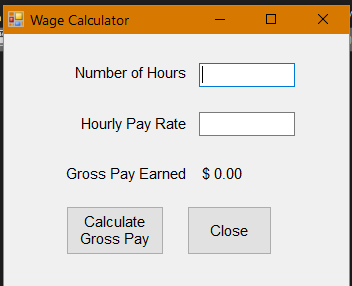 Wage Calculator
Number of Hours
Hourly Pay Rate
Gross Pay Earned $ 0.00
Calculate
Gross Pay
Close